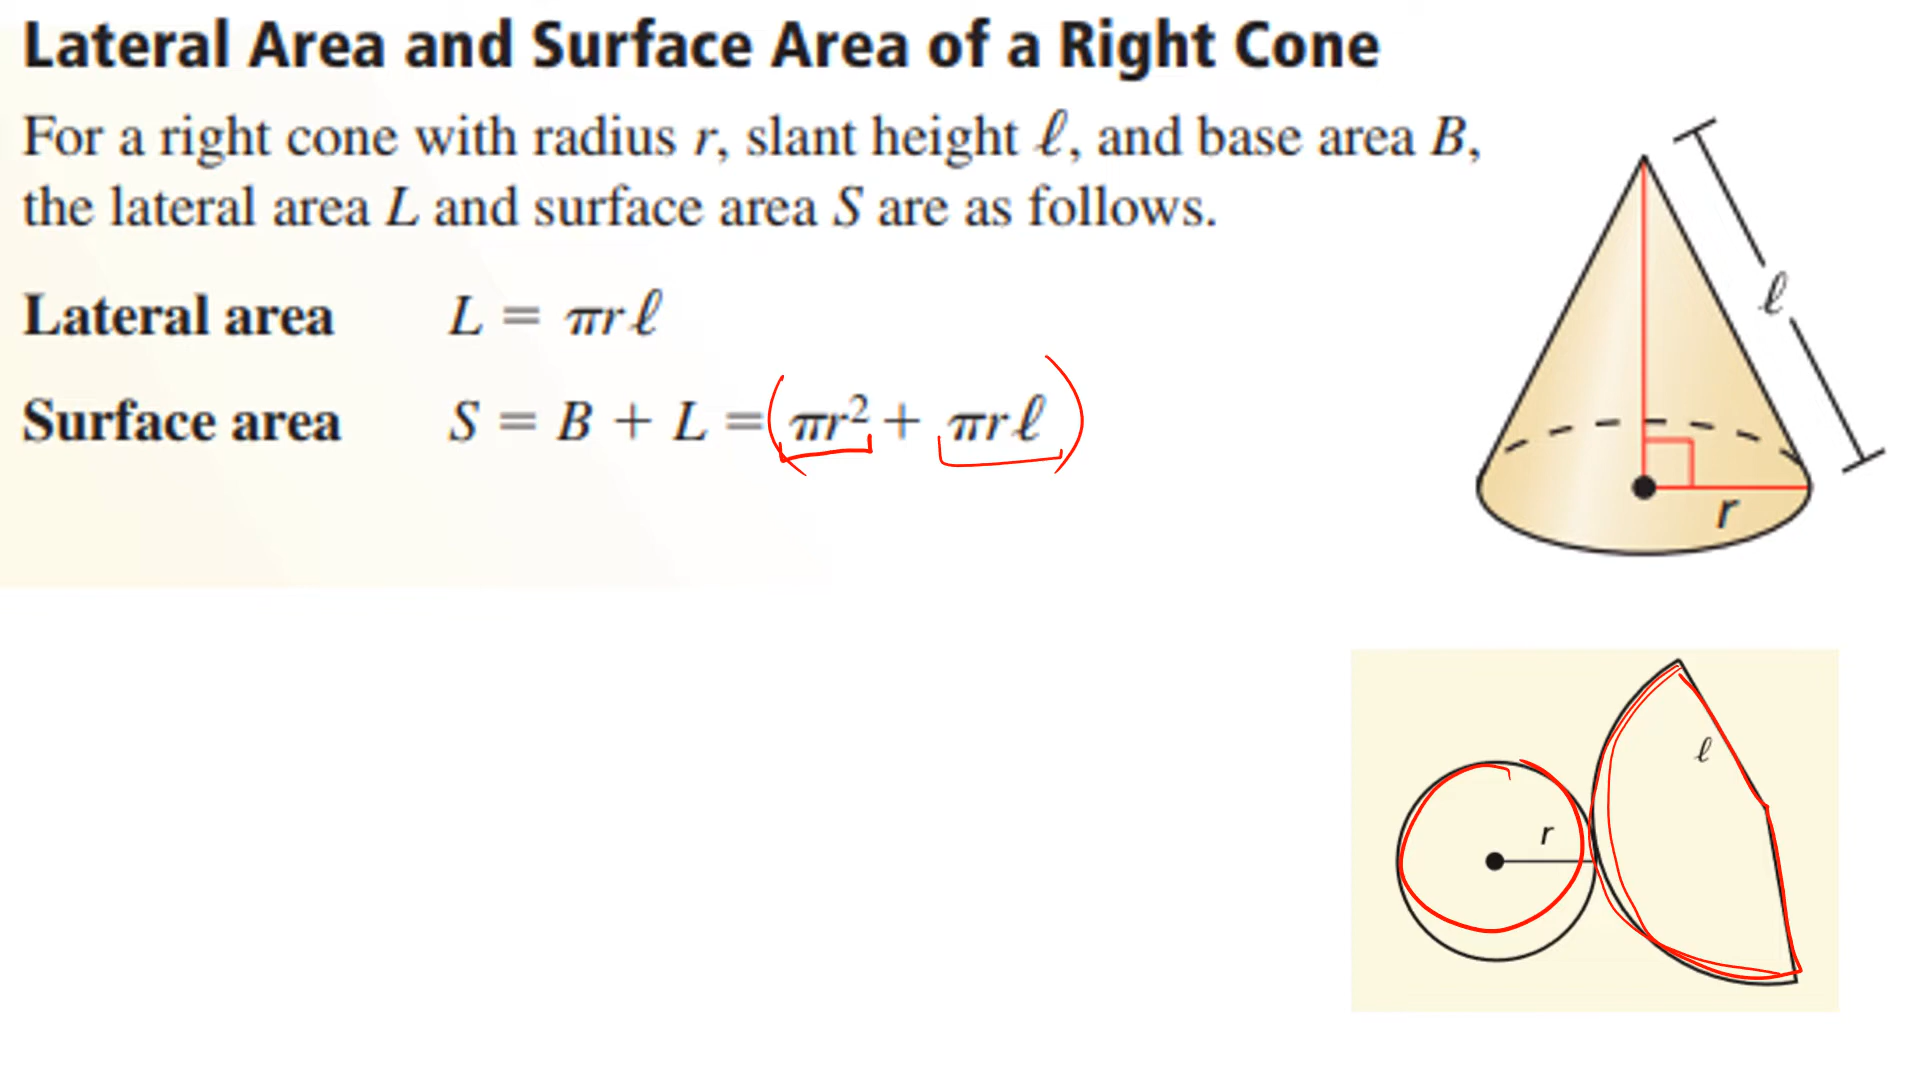 Lateral Area and Surface Area of a Right Cone
For a right cone with radius r, slant height ℓ, and base area B,
the lateral area L and surface area S are as follows.
Lateral area L = πrℓ
Surface area S = B + L = (πr² + πrℓ)
ℓ
r
ℓ
r